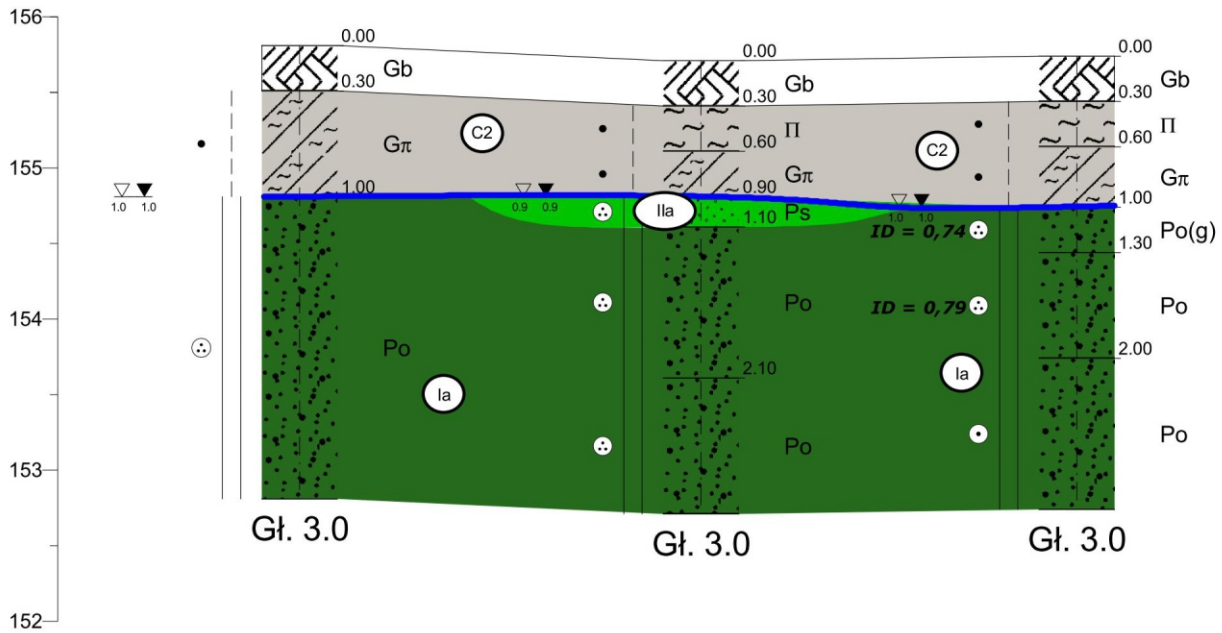 156
155
154
153
152
1.0 1.0
0.00
Gb
0.30
Gπ
C2
1.00
0.9 0.9
Po
Ia
Gł. 3.0
0.00
Gb
0.30
Π
0.60
Gπ
0.90
IIa
Ps
1.10
Po
2.10
Po
Gł. 3.0
C2
1.0 1.0
ID = 0,74
ID = 0,79
Ia
0.00
Gb
0.30
Π
0.60
Gπ
1.00
Po(g)
1.30
Po
2.00
Po
Gł. 3.0